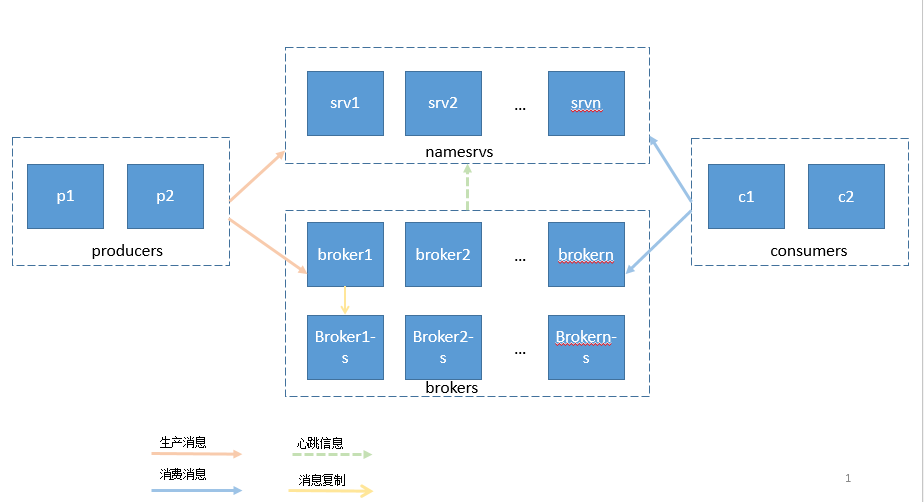 srv1
srv2
...
srvn
namesrvs
p1
p2
producers
c1
c2
consumers
broker1
broker2
...
brokern
Broker1-
s
Broker2-
s
...
Brokern-
s
brokers
生产消息
心跳信息
消费消息
消息复制
1